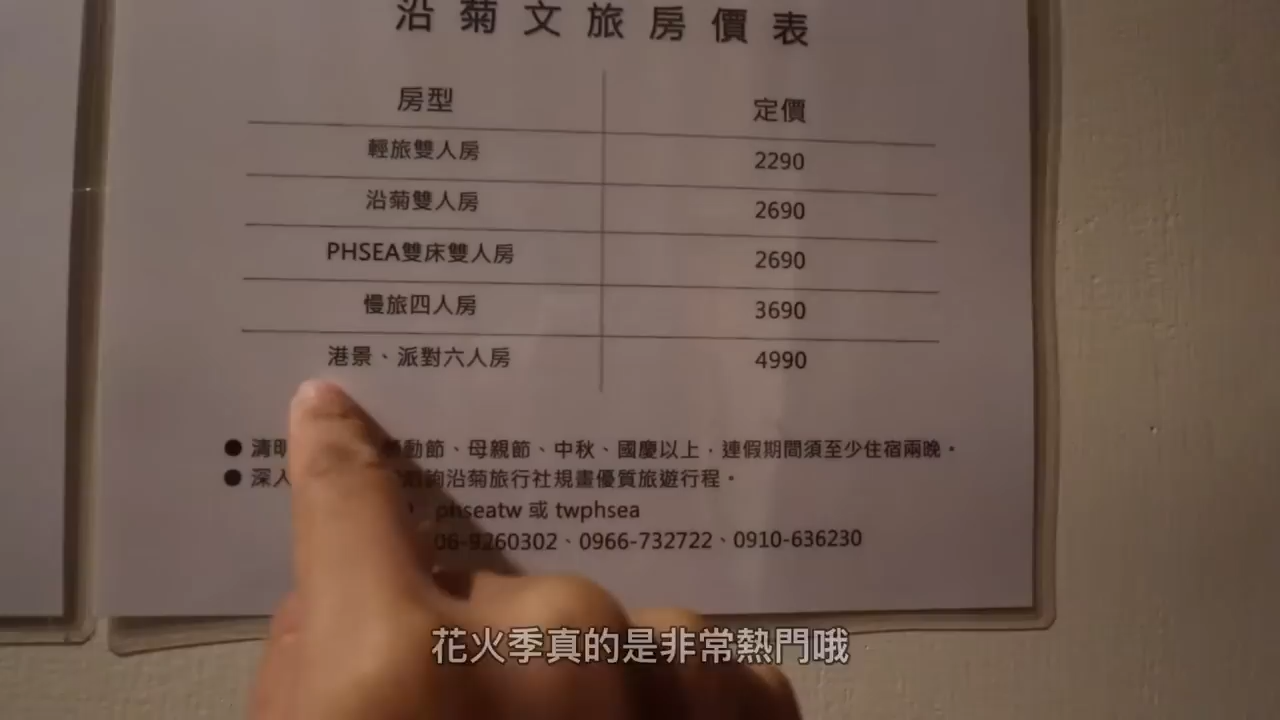 沿菊文旅房價表
房型 定價
輕旅雙人房 2290
沿菊雙人房 2690
PHSEA雙床雙人房 2690
慢旅四人房 3690
港景、派對六人房 4990
● 清明 動節、母親節、中秋、國慶以上，連假期間須至少住宿兩晚。
● 深入 沿菊旅行社規畫優質旅遊行程。
phseatw 或 twphsea
06-9260302、0966-732722、0910-636230
花火季真的是非常熱門哦